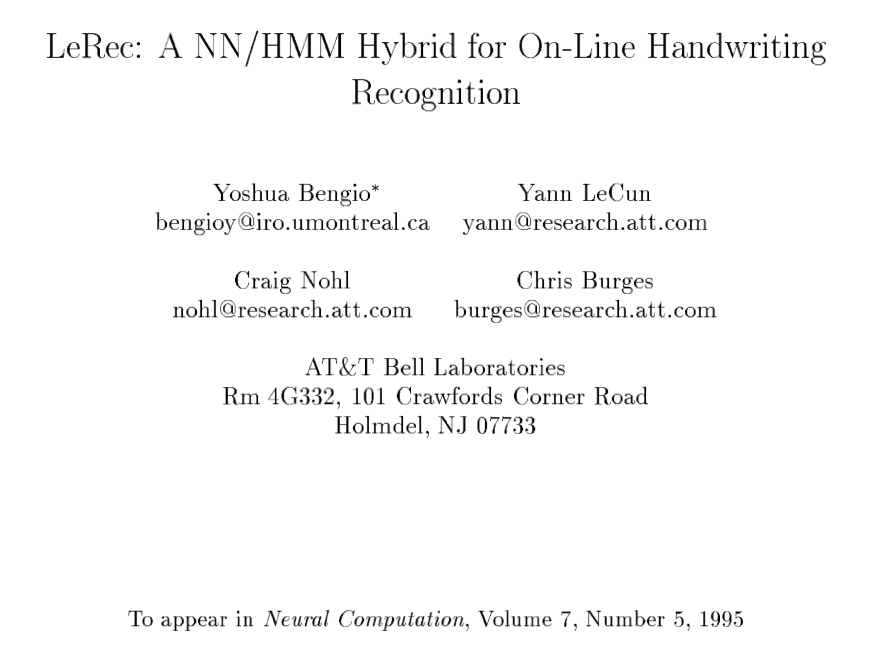 LeRec: A NN/HMM Hybrid for On-Line Handwriting
Recognition
Yoshua Bengio* Yann LeCun
bengioy@iro.umontreal.ca yann@research.att.com
Craig Nohl Chris Burges
nohl@research.att.com burges@research.att.com
AT&T Bell Laboratories
Rm 4G332, 101 Crawfords Corner Road
Holmdel, NJ 07733
To appear in Neural Computation, Volume 7, Number 5, 1995